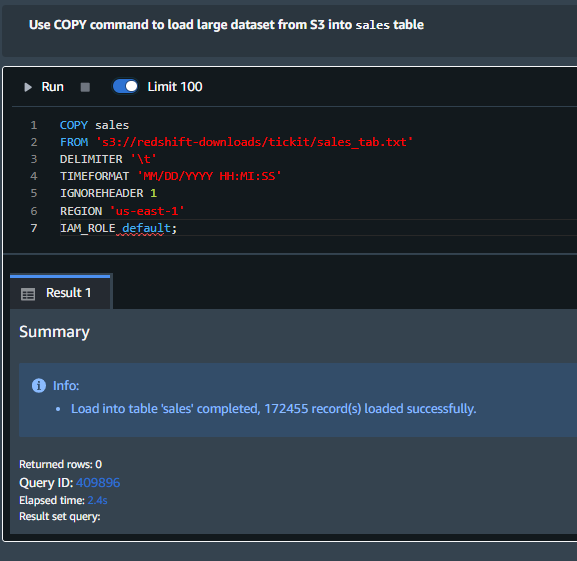 Use COPY command to load large dataset from S3 into sales table
Run Limit 100
1 COPY sales
2 FROM 's3://redshift-downloads/tickit/sales_tab.txt'
3 DELIMITER '\t'
4 TIMEFORMAT 'MM/DD/YYYY HH:MI:SS'
5 IGNOREHEADER 1
6 REGION 'us-east-1'
7 IAM_ROLE default;
Result 1
Summary
Info:
• Load into table 'sales' completed, 172455 record(s) loaded successfully.
Returned rows: 0
Query ID: 409896
Elapsed time: 2.4s
Result set query: